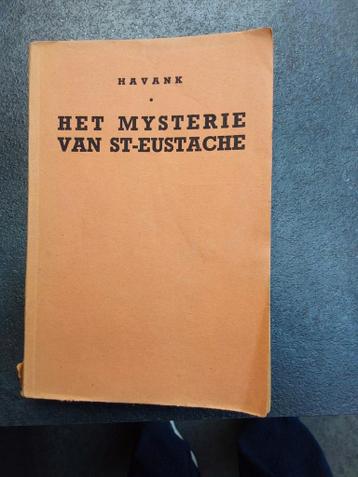 HAVANK
•
HET MYSTERIE
VAN ST-EUSTACHE